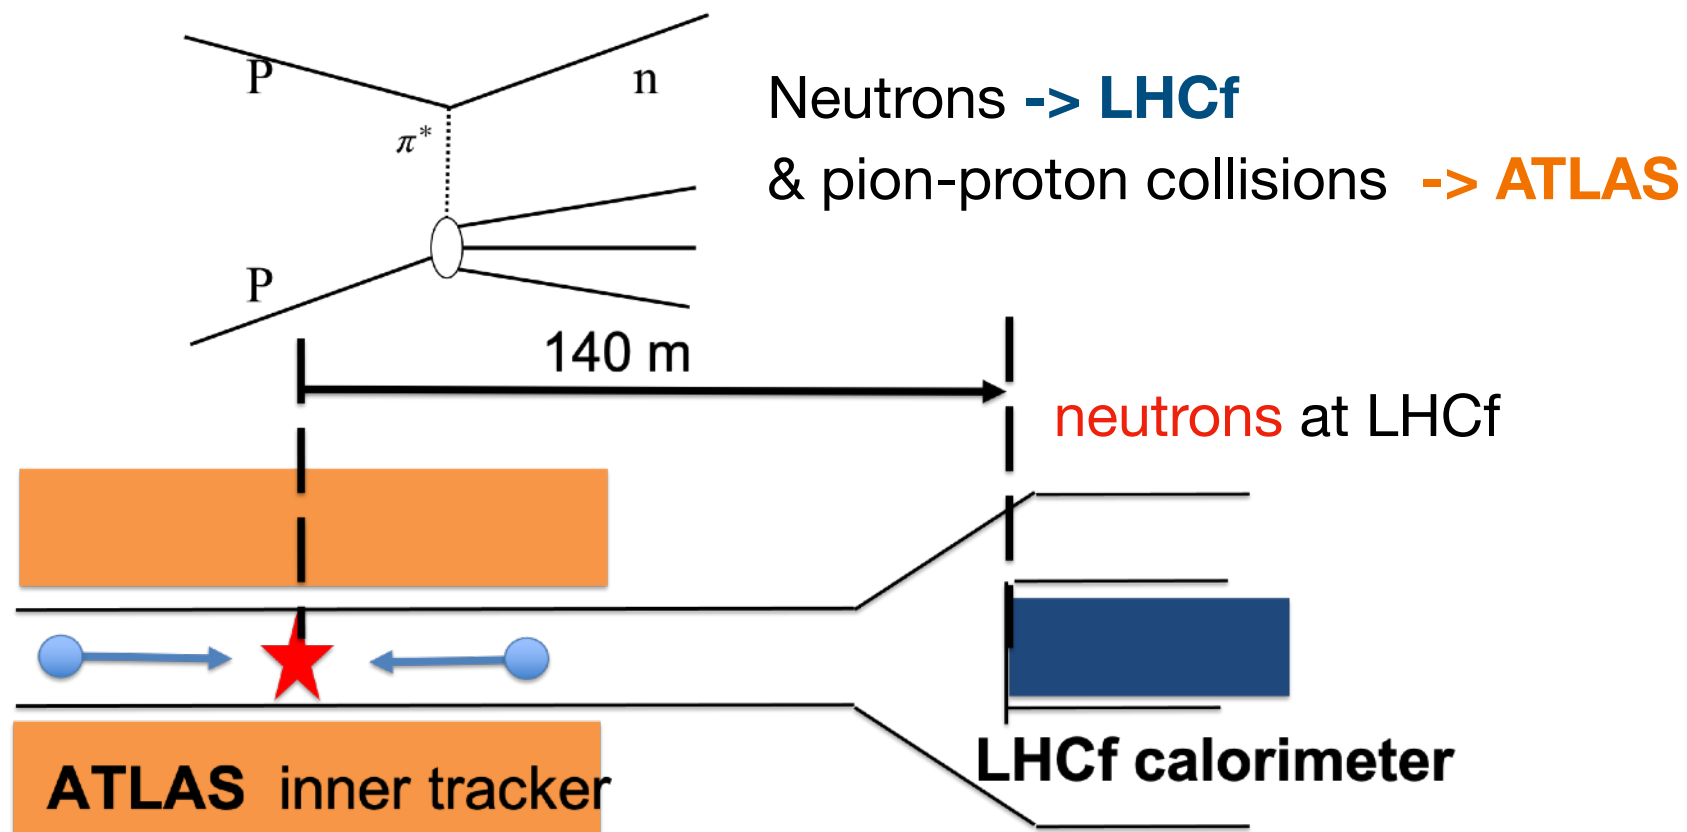 P
n
π*
P
Neutrons -> LHCf
& pion-proton collisions -> ATLAS
140 m
neutrons at LHCf
LHCf calorimeter
ATLAS inner tracker